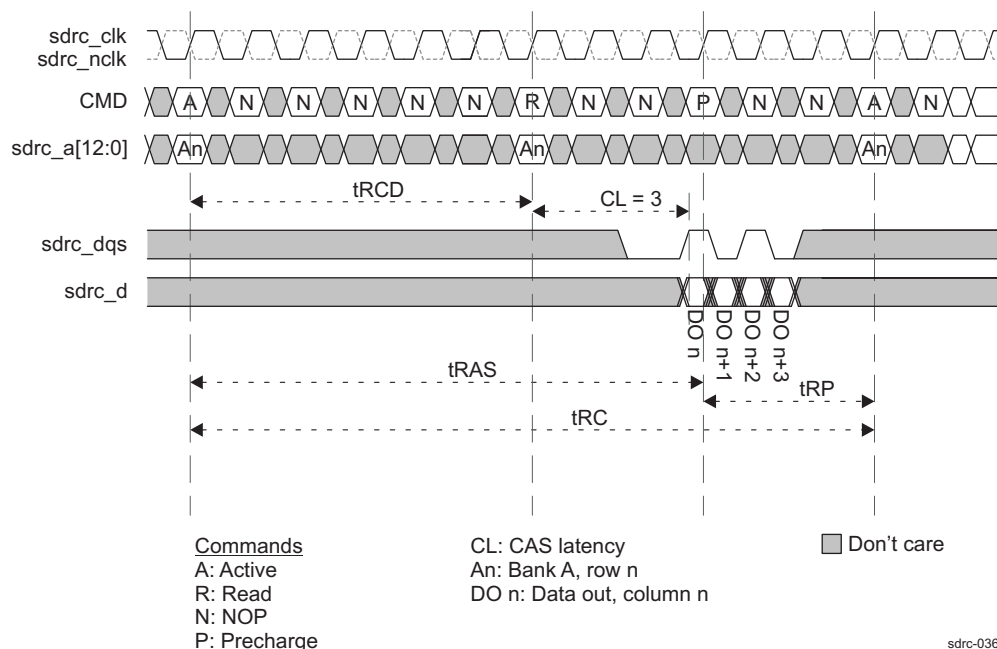 sdrc_clk
sdrc_nclk
CMD A N N N N N R N N P N N A N
sdrc_a[12:0] An An An
tRCD CL = 3
sdrc_dqs
sdrc_d
DO n DO n+1 DO n+2 DO n+3
tRAS tRP
tRC
Commands
A: Active
R: Read
N: NOP
P: Precharge
CL: CAS latency
An: Bank A, row n
DO n: Data out, column n
Don't care
sdrc-036